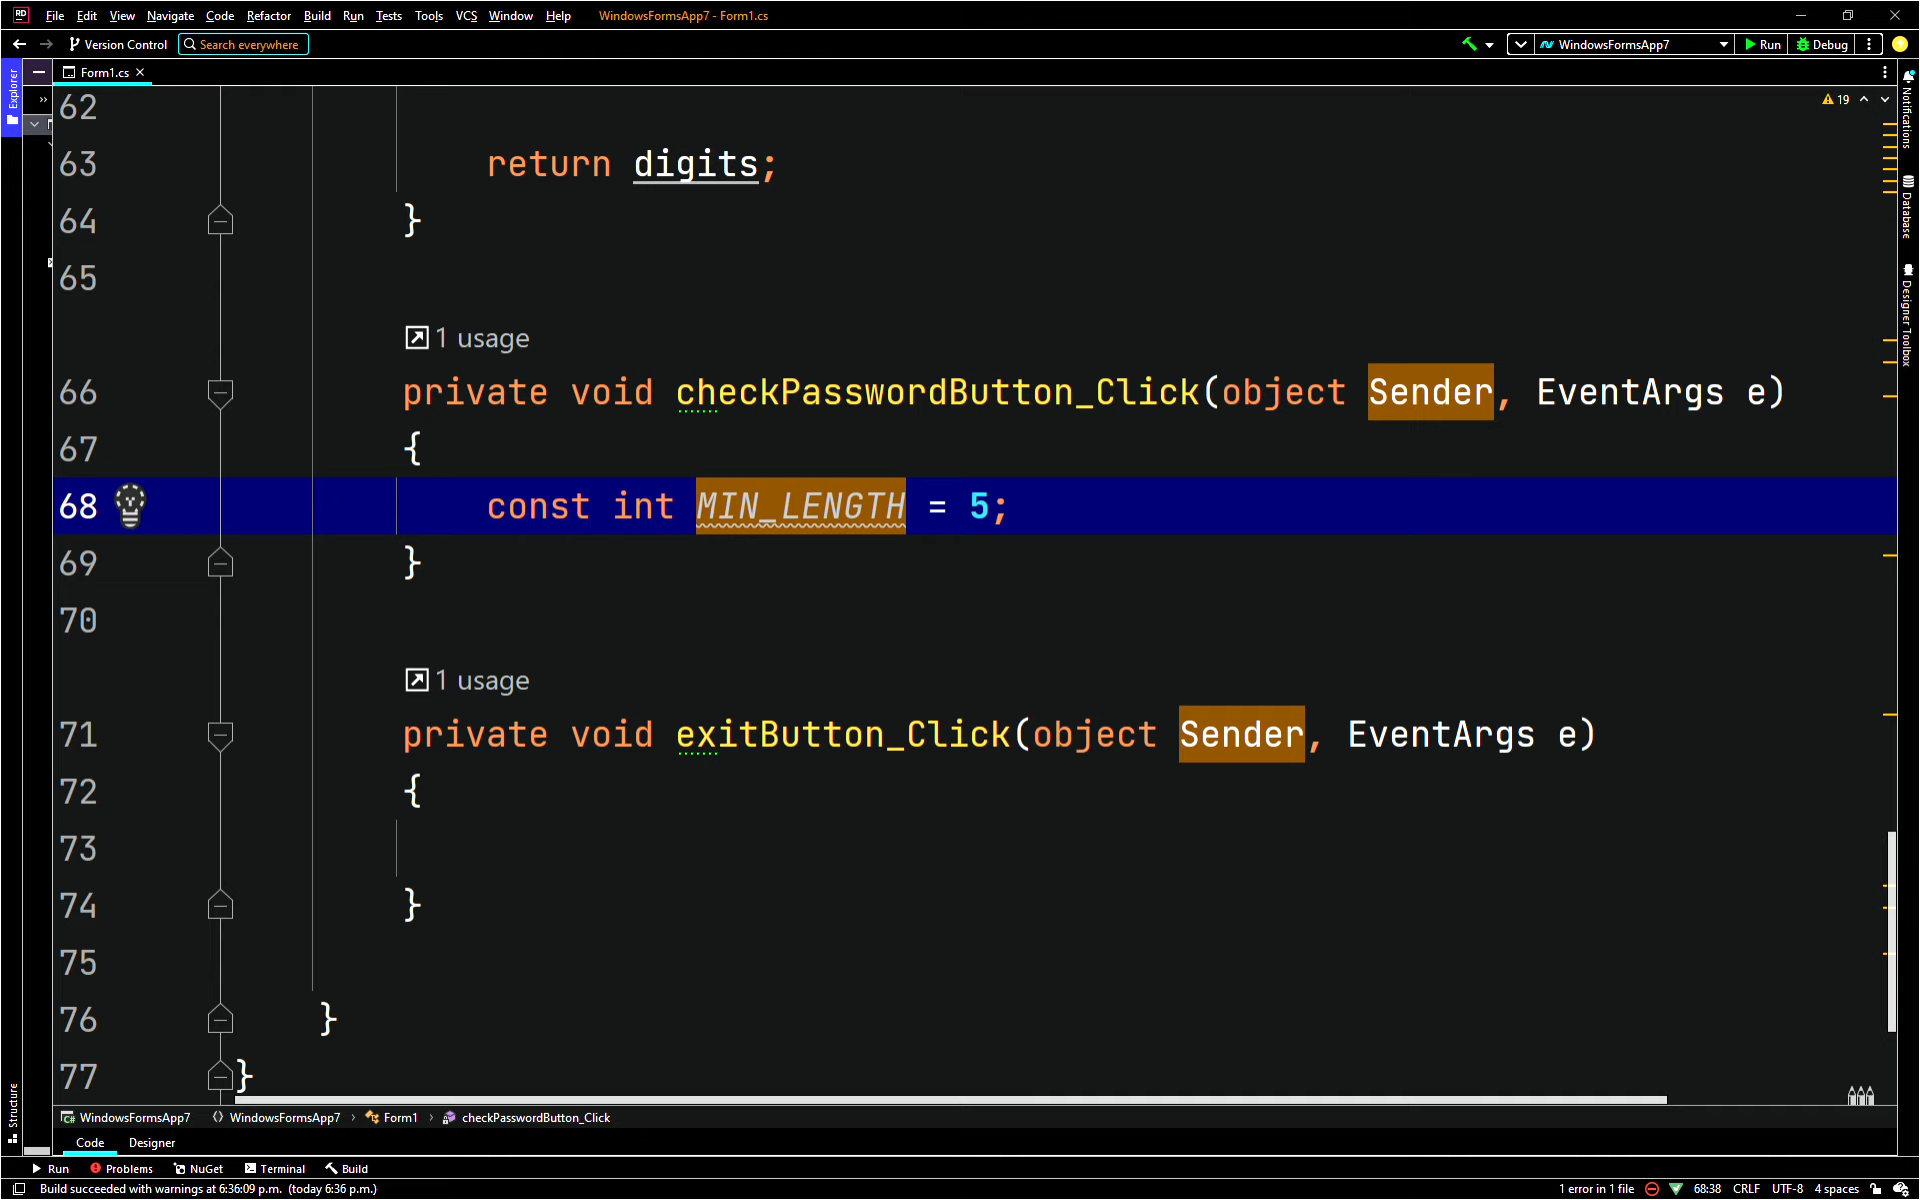 RD File Edit View Navigate Code Refactor Build Run Tests Tools VCS Window Help WindowsFormsApp7 - Form1.cs
Version Control Search everywhere WindowsFormsApp7 Run Debug
Explorer
Form1.cs
Notifications
Database
Designer Toolbox
19
62
63 return digits;
64 }
65
1 usage
66 private void checkPasswordButton_Click(object Sender, EventArgs e)
67 {
68 const int MIN_LENGTH = 5;
69 }
70
1 usage
71 private void exitButton_Click(object Sender, EventArgs e)
72 {
73
74 }
75
76 }
77 }
Structure
C# WindowsFormsApp7 WindowsFormsApp7 › Form1 › checkPasswordButton_Click
Code Designer
Run Problems NuGet Terminal Build
Build succeeded with warnings at 6:36:09 p.m. (today 6:36 p.m.) 1 error in 1 file 68:38 CRLF UTF-8 4 spaces